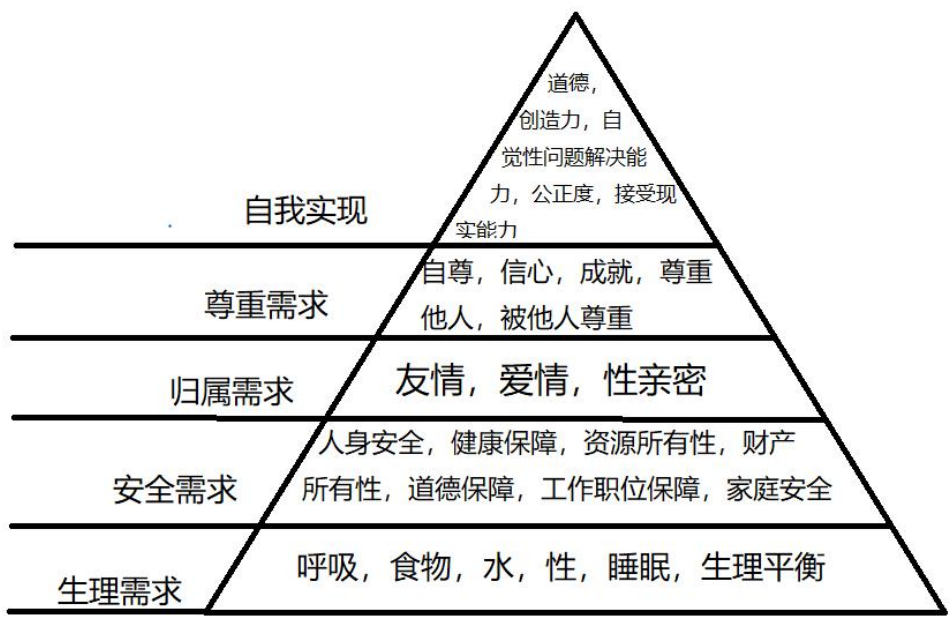 道德，
创造力，自
觉性问题解决能
力，公正度，接受现
实能力
自我实现
自尊，信心，成就，尊重
他人，被他人尊重
尊重需求
友情，爱情，性亲密
归属需求
人身安全，健康保障，资源所有性，财产
所有性，道德保障，工作职位保障，家庭安全
安全需求
呼吸，食物，水，性，睡眠，生理平衡
生理需求